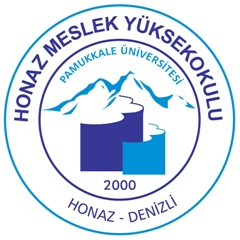 HONAZ MESLEK YÜKSEKOKULU
PAMUKKALE ÜNİVERSİTESİ
2000
HONAZ - DENİZLİ